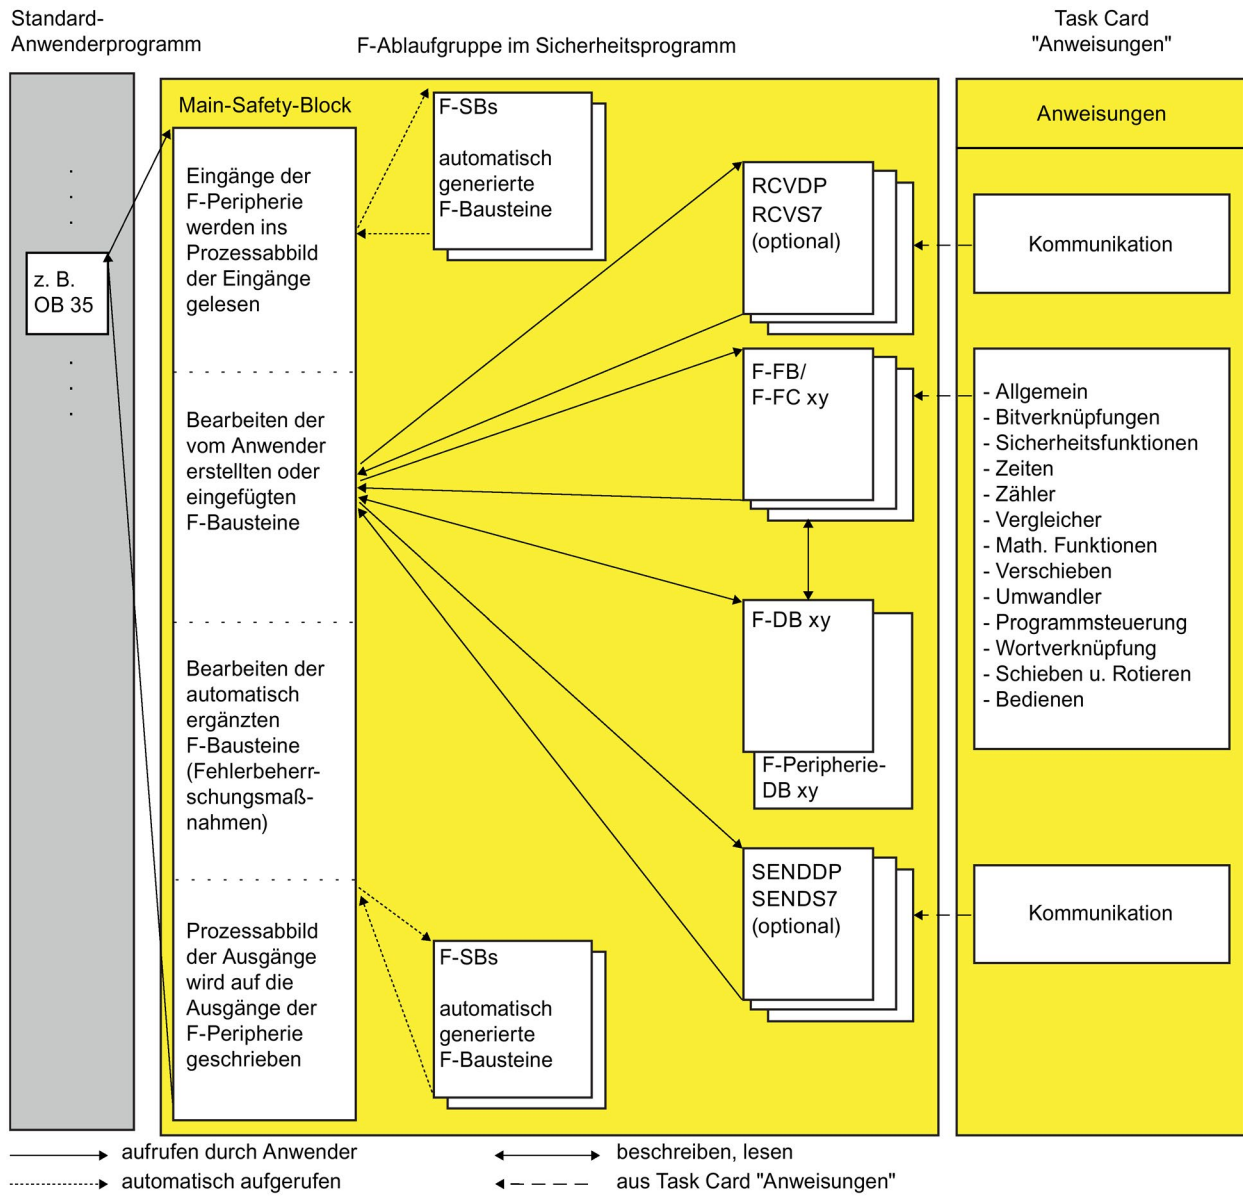 Standard-
Anwenderprogramm
F-Ablaufgruppe im Sicherheitsprogramm
Task Card
"Anweisungen"
z. B.
OB 35
Main-Safety-Block
Eingänge der
F-Peripherie
werden ins
Prozessabbild
der Eingänge
gelesen
Bearbeiten der
vom Anwender
erstellten oder
eingefügten
F-Bausteine
Bearbeiten der
automatisch
ergänzten
F-Bausteine
(Fehlerbeherr-
schungsmaß-
nahmen)
Prozessabbild
der Ausgänge
wird auf die
Ausgänge der
F-Peripherie
geschrieben
F-SBs
automatisch
generierte
F-Bausteine
F-SBs
automatisch
generierte
F-Bausteine
RCVDP
RCVS7
(optional)
F-FB/
F-FC xy
F-DB xy
F-Peripherie-
DB xy
SENDDP
SENDS7
(optional)
Anweisungen
Kommunikation
- Allgemein
- Bitverknüpfungen
- Sicherheitsfunktionen
- Zeiten
- Zähler
- Vergleicher
- Math. Funktionen
- Verschieben
- Umwandler
- Programmsteuerung
- Wortverknüpfung
- Schieben u. Rotieren
- Bedienen
Kommunikation
aufrufen durch Anwender
automatisch aufgerufen
beschreiben, lesen
aus Task Card "Anweisungen"